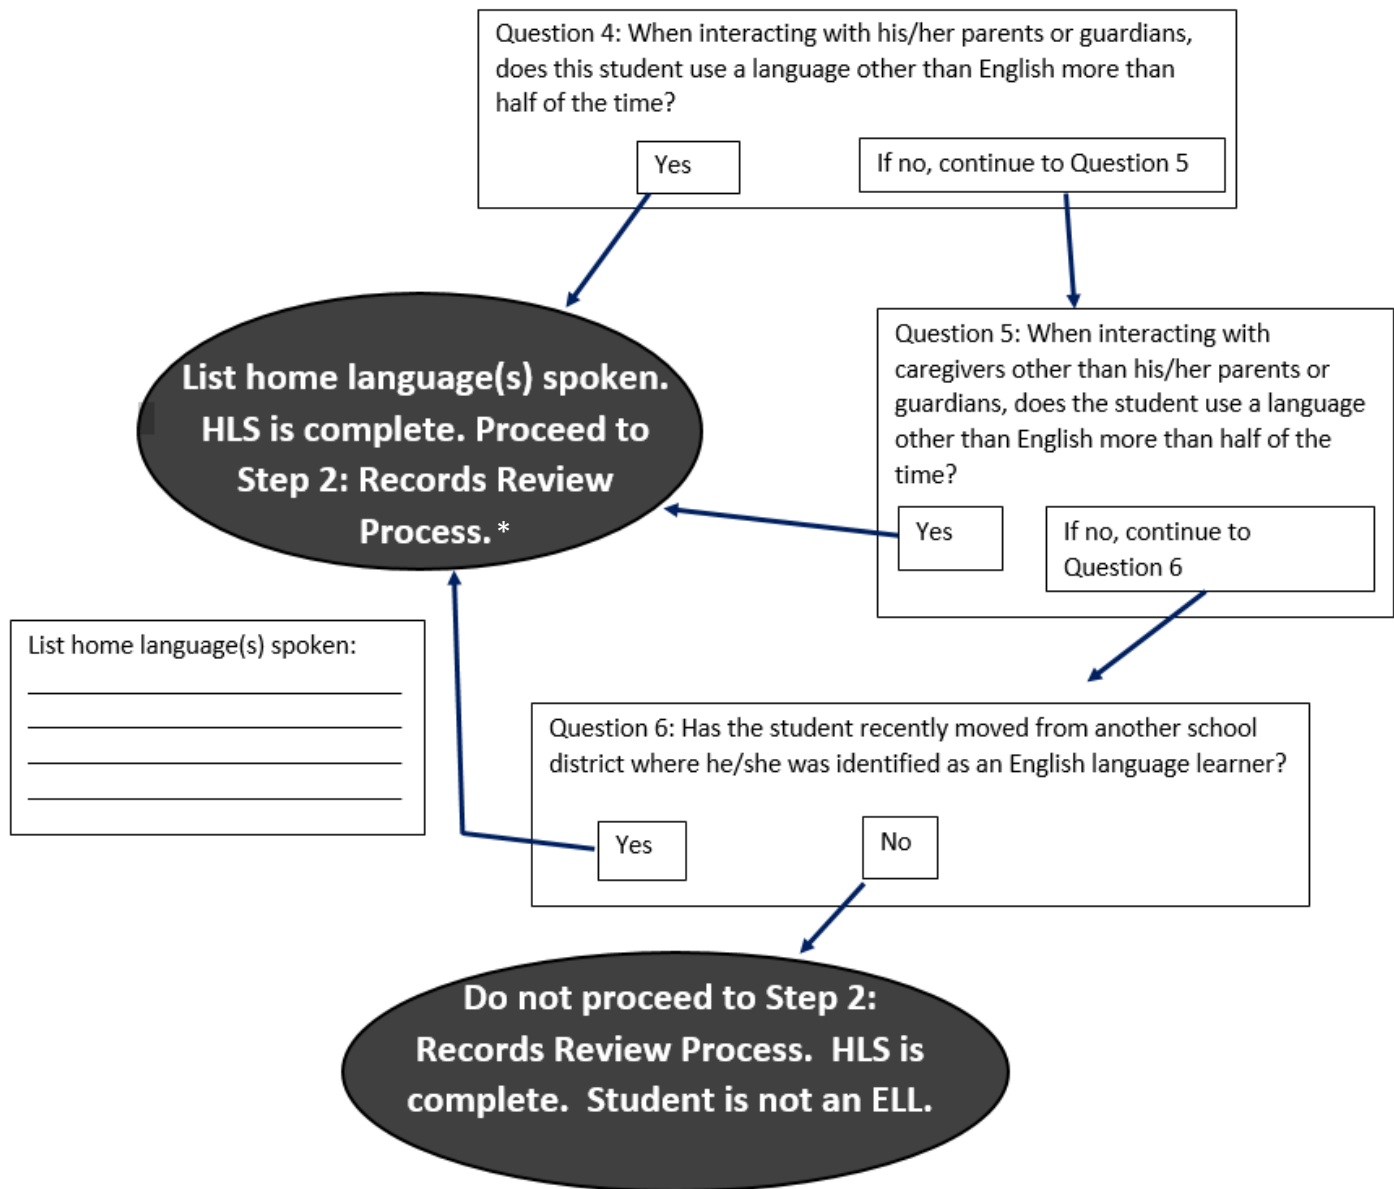 Question 4: When interacting with his/her parents or guardians,
does this student use a language other than English more than
half of the time?
Yes
If no, continue to Question 5
List home language(s) spoken.
HLS is complete. Proceed to
Step 2: Records Review
Process.*
Question 5: When interacting with
caregivers other than his/her parents or
guardians, does the student use a language
other than English more than half of the
time?
Yes
If no, continue to
Question 6
List home language(s) spoken:
Question 6: Has the student recently moved from another school
district where he/she was identified as an English language learner?
Yes
No
Do not proceed to Step 2:
Records Review Process.  HLS is
complete.  Student is not an ELL.